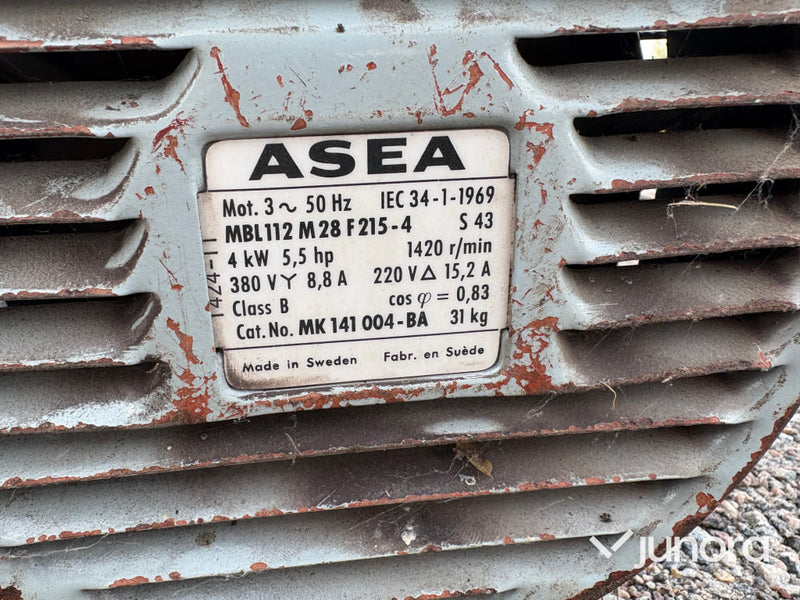 ASEA
Mot. 3 ~ 50 Hz IEC 34-1-1969
MBL112 M28 F215-4 S 43
4 kW 5,5 hp 1420 r/min
380 V Y 8,8 A 220 V Δ 15,2 A
Class B cos φ = 0,83
Cat. No. MK 141 004-BA 31 kg
Made in Sweden Fabr. en Suède
junora